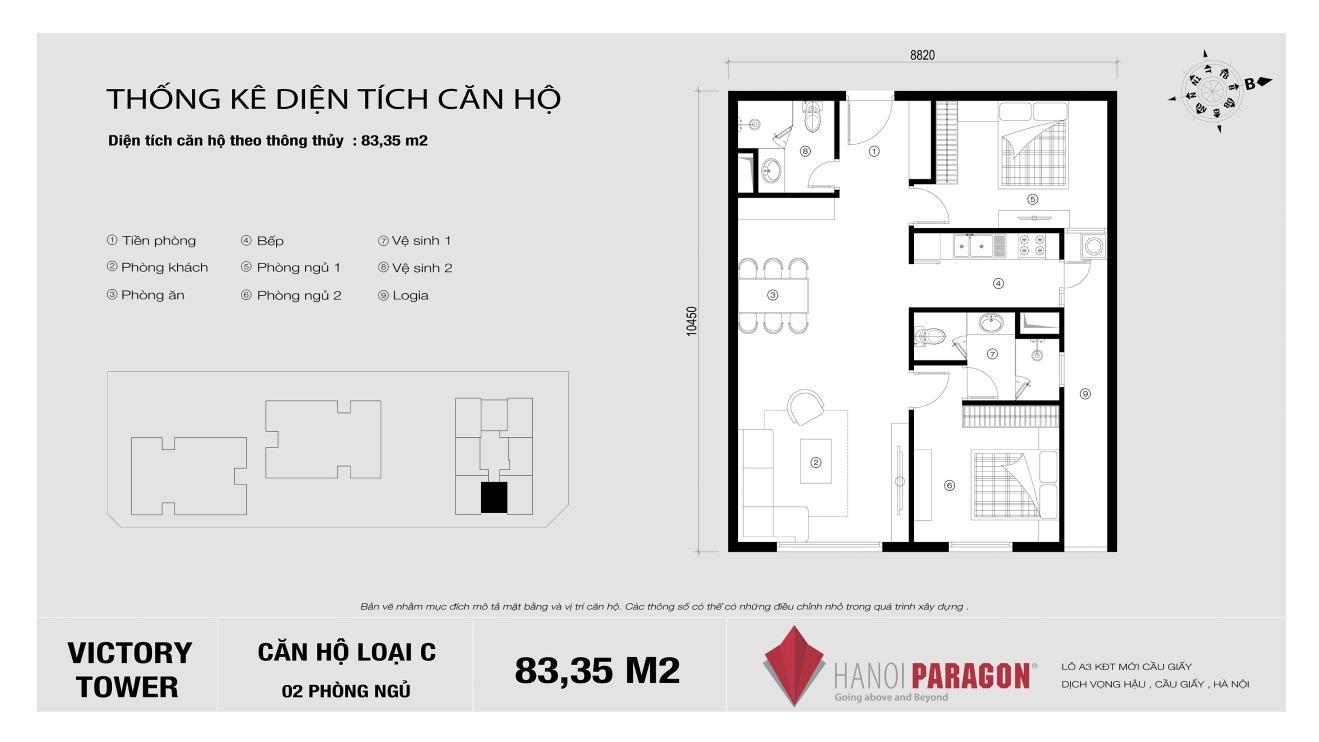 THỐNG KÊ DIỆN TÍCH CĂN HỘ
Diện tích căn hộ theo thông thủy : 83,35 m2
① Tiền phòng
② Phòng khách
③ Phòng ăn
④ Bếp
⑤ Phòng ngủ 1
⑥ Phòng ngủ 2
⑦ Vệ sinh 1
⑧ Vệ sinh 2
⑨ Logia
8820
10450
⑧
①
⑤
③
④
⑦
⑨
②
⑥
B
Bản vẽ nhằm mục đích mô tả mặt bằng và vị trí căn hộ. Các thông số có thể có những điều chỉnh nhỏ trong quá trình xây dựng .
VICTORY
TOWER
CĂN HỘ LOẠI C
02 PHÒNG NGỦ
83,35 M2
HANOI PARAGON®
Going above and Beyond
LÔ A3 KĐT MỚI CẦU GIẤY
DỊCH VỌNG HẬU , CẦU GIẤY , HÀ NỘI